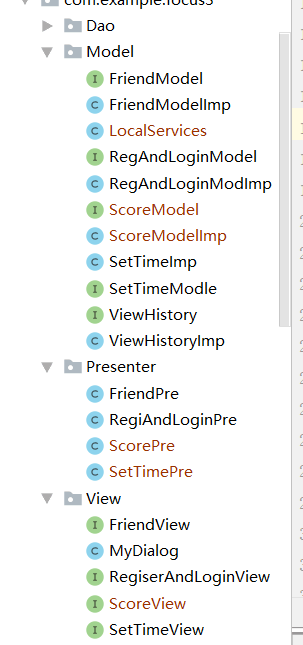 com.example.focus3
Dao
Model
I FriendModel
C FriendModelImp
C LocalServices
I RegAndLoginModel
C RegAndLoginModImp
I ScoreModel
C ScoreModelImp
C SetTimeImp
I SetTimeModle
I ViewHistory
C ViewHistoryImp
Presenter
C FriendPre
C RegiAndLoginPre
C ScorePre
C SetTimePre
View
I FriendView
C MyDialog
I RegiserAndLoginView
I ScoreView
I SetTimeView